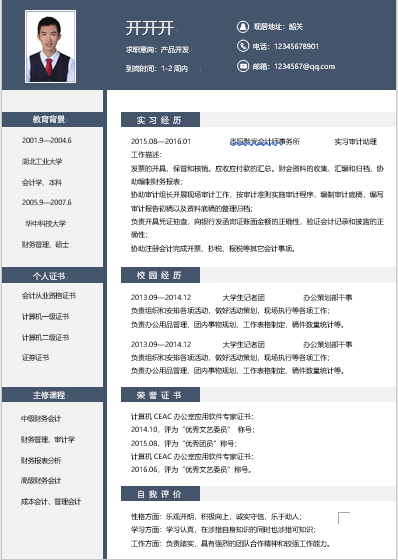 开开开
求职意向：产品开发
到岗时间：1-2 周内
现居地址：韶关
电话：12345678901
邮箱：1234567@qq.com
教育背景
2001.9—2004.6
湖北工业大学
会计学、本科
2005.9—2007.6
华中科技大学
财务管理、硕士
个人证书
会计从业资格证书
计算机一级证书
计算机二级证书
证券证书
主修课程
中级财务会计
财务管理、审计学
财务报表分析
高级财务会计
成本会计、管理会计
实习经历
2015.08—2016.01 会计师事务所 实习审计助理
工作描述：
发票的开具，保管和核销。应收应付款的汇总。财会资料的收集、汇编和归档，协
助编制财务报表；
协助审计组长开展现场审计工作，按审计准则实施审计程序，编制审计底稿，编写
审计报告初稿以及资料底稿的整理归档；
负责开具凭证抽查，向银行发函询证账面金额的正确性，验证会计记录和披露的正
确性；
协助注册会计完成开票、抄税、报税等其它会计事项。
校园经历
2013.09—2014.12 大学生记者团 办公策划部干事
负责组织和安排各项活动，做好活动策划、现场执行等各项工作；
负责办公用品管理、团内事物规划、工作表格制定、稿件数量统计等。
2013.09—2014.12 大学生记者团 办公策划部干事
负责组织和安排各项活动，做好活动策划、现场执行等各项工作；
负责办公用品管理、团内事物规划、工作表格制定、稿件数量统计等。
荣誉证书
计算机 CEAC 办公室应用软件专家证书；
2014.10，评为“优秀文艺委员” 称号；
2015.08，评为“优秀团员” 称号；
计算机 CEAC 办公室应用软件专家证书；
2016.06，评为“优秀文艺委员” 称号。
自我评价
性格方面：乐观开朗，积极向上，诚实守信，乐于助人；
学习方面：学习认真，在涉猎自身知识的同时也涉猎可知识；
工作方面：负责踏实，具有强烈的团队合作精神和较强工作能力。